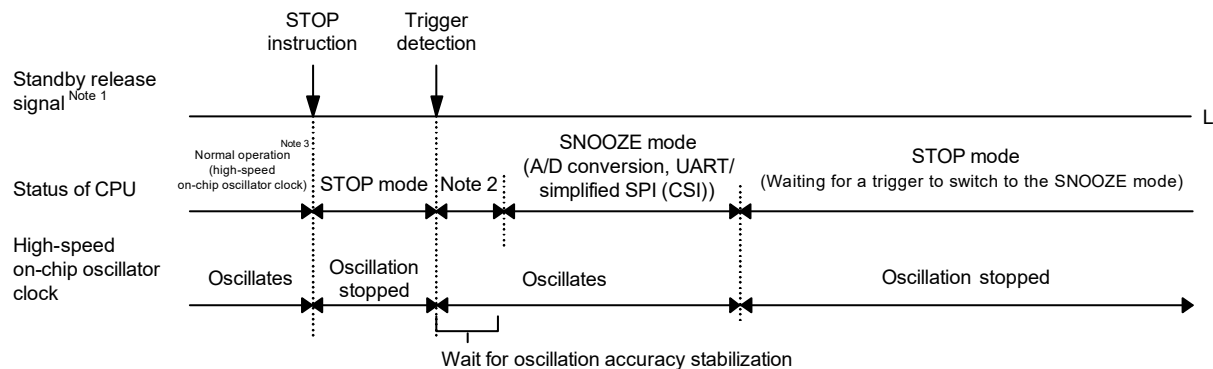 STOP instruction
Trigger detection
Standby release signal Note 1
L
Status of CPU
Normal operation Note 3
(high-speed
on-chip oscillator clock)
STOP mode
Note 2
SNOOZE mode
(A/D conversion, UART/
simplified SPI (CSI))
STOP mode
(Waiting for a trigger to switch to the SNOOZE mode)
High-speed
on-chip oscillator
clock
Oscillates
Oscillation
stopped
Oscillates
Oscillation stopped
Wait for oscillation accuracy stabilization